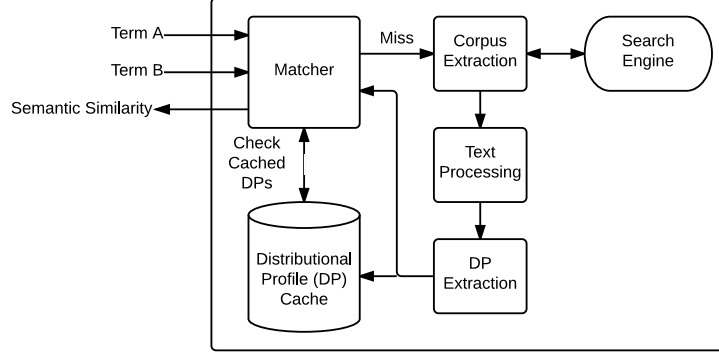 Term A
Term B
Semantic Similarity
Matcher
Miss
Corpus
Extraction
Search
Engine
Check
Cached
DPs
Text
Processing
Distributional
Profile (DP)
Cache
DP
Extraction